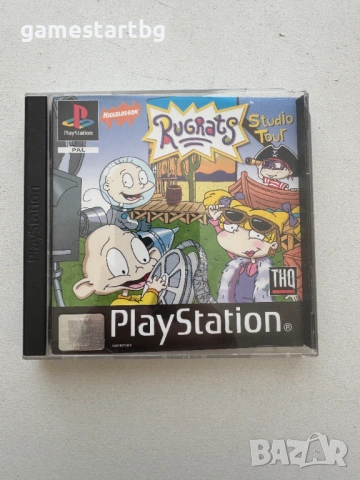 gamestartbg
PlayStation
PAL
NICKELODEON
RUGRATS
Studio
Tour
THQ
PlayStation®
PlayStation
BAZAR